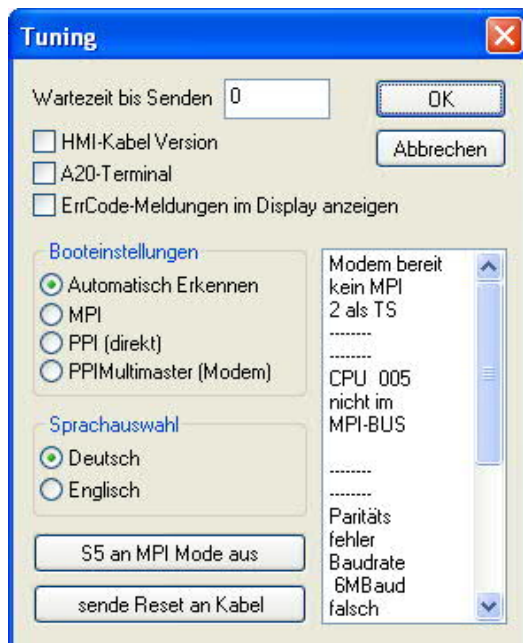 Tuning
Wartezeit bis Senden 0
OK
Abbrechen
HMI-Kabel Version
A20-Terminal
ErrCode-Meldungen im Display anzeigen
Booteinstellungen
Automatisch Erkennen
MPI
PPI (direkt)
PPIMultimaster (Modem)
Sprachauswahl
Deutsch
Englisch
S5 an MPI Mode aus
sende Reset an Kabel
Modem bereit
kein MPI
2 als TS
--------
--------
CPU 005
nicht im
MPI-BUS
--------
--------
Paritäts
fehler
Baudrate
6MBaud
falsch